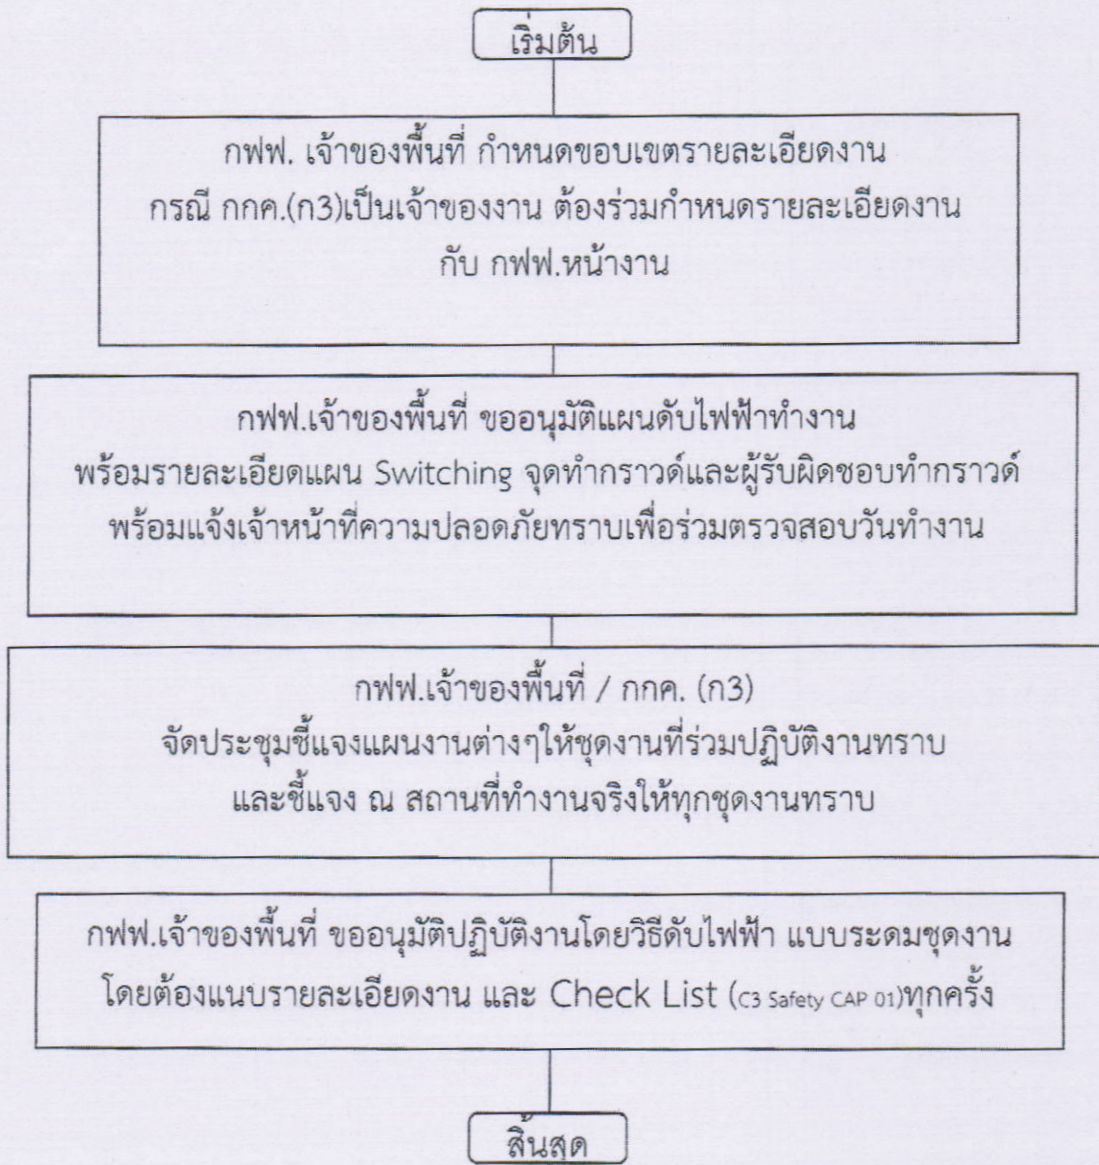 เริ่มต้น
กฟฟ. เจ้าของพื้นที่ กำหนดขอบเขตรายละเอียดงาน
กรณี กกค.(ก3)เป็นเจ้าของงาน ต้องร่วมกำหนดรายละเอียดงาน
กับ กฟฟ.หน้างาน
กฟฟ.เจ้าของพื้นที่ ขออนุมัติแผนดับไฟฟ้าทำงาน
พร้อมรายละเอียดแผน Switching จุดทำกราวด์และผู้รับผิดชอบทำกราวด์
พร้อมแจ้งเจ้าหน้าที่ความปลอดภัยทราบเพื่อร่วมตรวจสอบวันทำงาน
กฟฟ.เจ้าของพื้นที่ / กกค. (ก3)
จัดประชุมชี้แจงแผนงานต่างๆให้ชุดงานที่ร่วมปฏิบัติงานทราบ
และชี้แจง ณ สถานที่ทำงานจริงให้ทุกชุดงานทราบ
กฟฟ.เจ้าของพื้นที่ ขออนุมัติปฏิบัติงานโดยวิธีดับไฟฟ้า แบบระดมชุดงาน
โดยต้องแนบรายละเอียดงาน และ Check List (C3 Safety CAP 01)ทุกครั้ง
สิ้นสุด